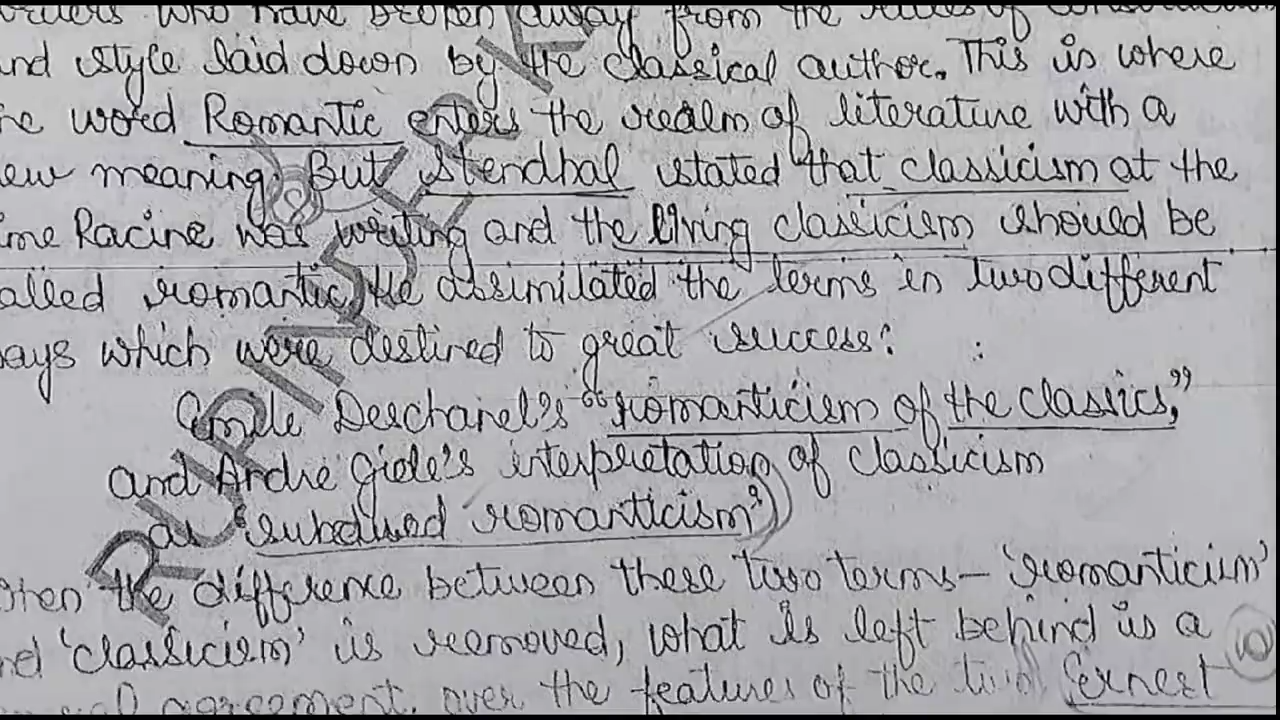 writers who have broken away from the rules of construction
and style laid down by the classical author. This is where
the word Romantic enters the realm of literature with a
new meaning. But Stendhal stated that classicism at the
time Racine was writing and the living classicism should be
called romantic. He assimilated the terms in two different
ways which were destined to great success:
Emile Deschanel's "romanticism of the classics,"
and Andre Giele's interpretation of classicism
as 'subdued romanticism'
When the difference between these two terms – 'romanticism'
and 'classicism' is removed, what is left behind is a
agreement over the features of the two. Ernest
10
RUPINDER K